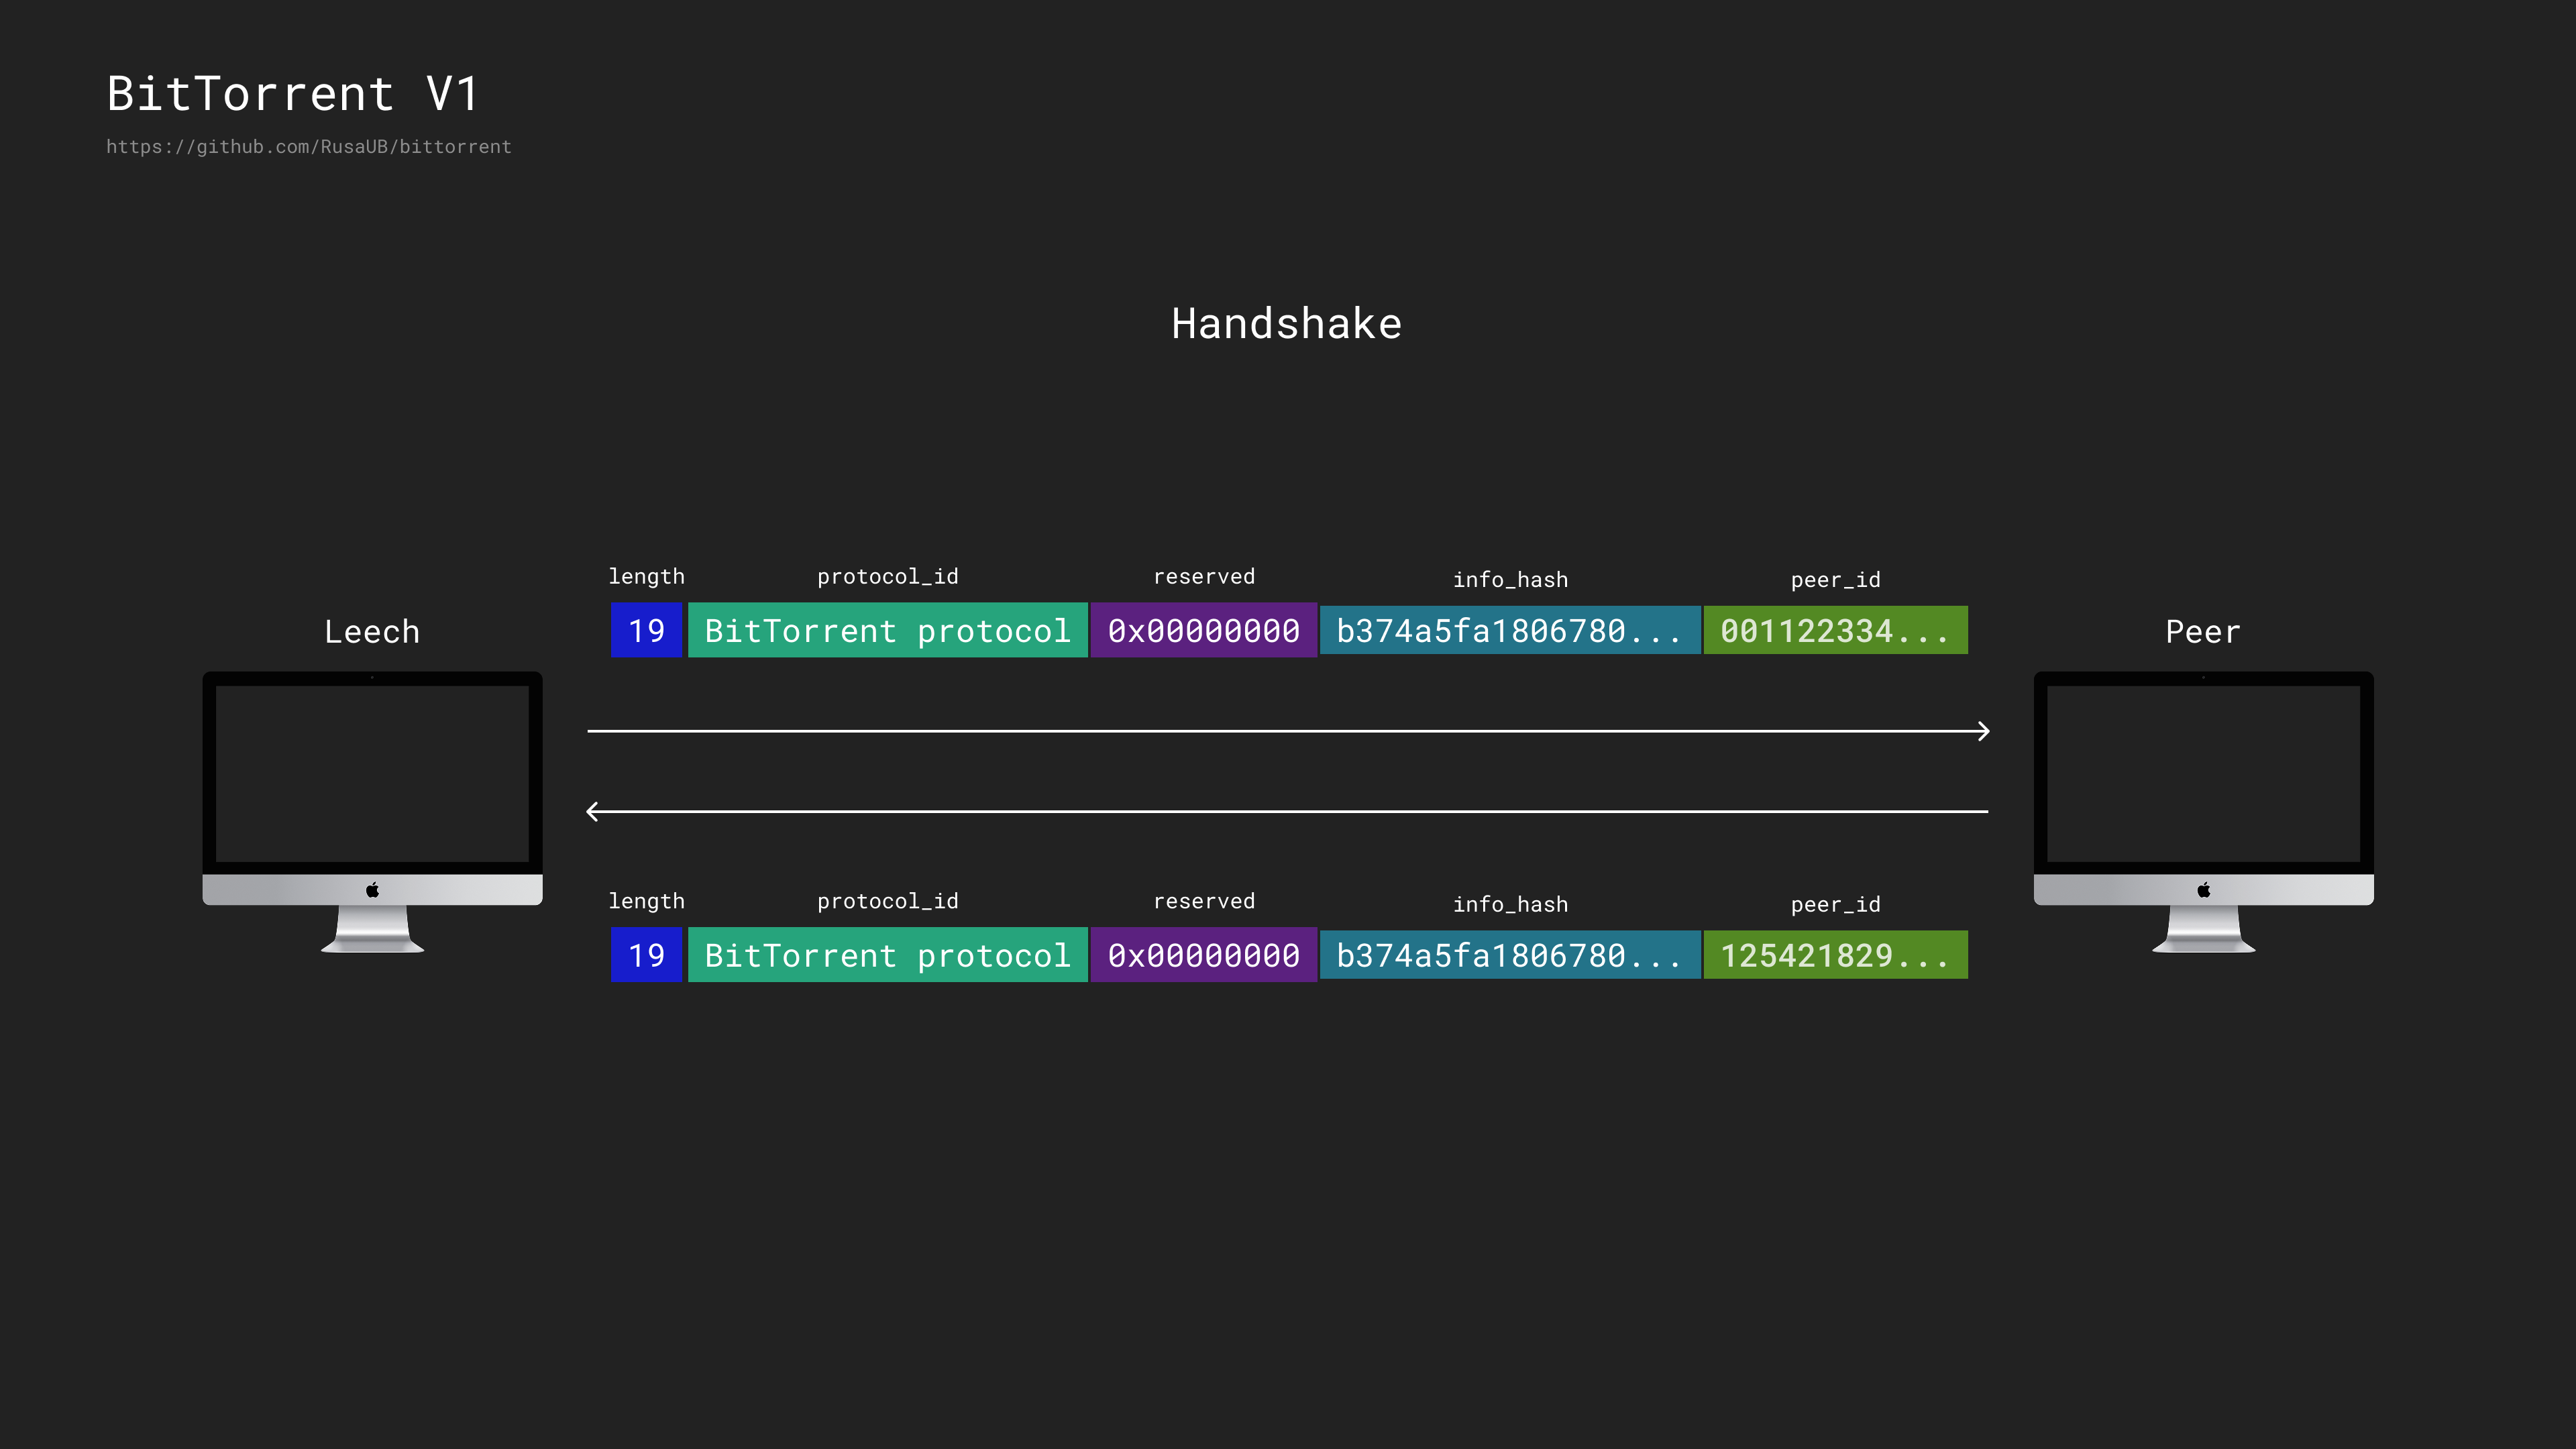 BitTorrent V1
https://github.com/RusaUB/bittorrent
Handshake
length protocol_id reserved info_hash peer_id
Leech 19 BitTorrent protocol 0x00000000 b374a5fa1806780... 001122334... Peer
length protocol_id reserved info_hash peer_id
19 BitTorrent protocol 0x00000000 b374a5fa1806780... 125421829...